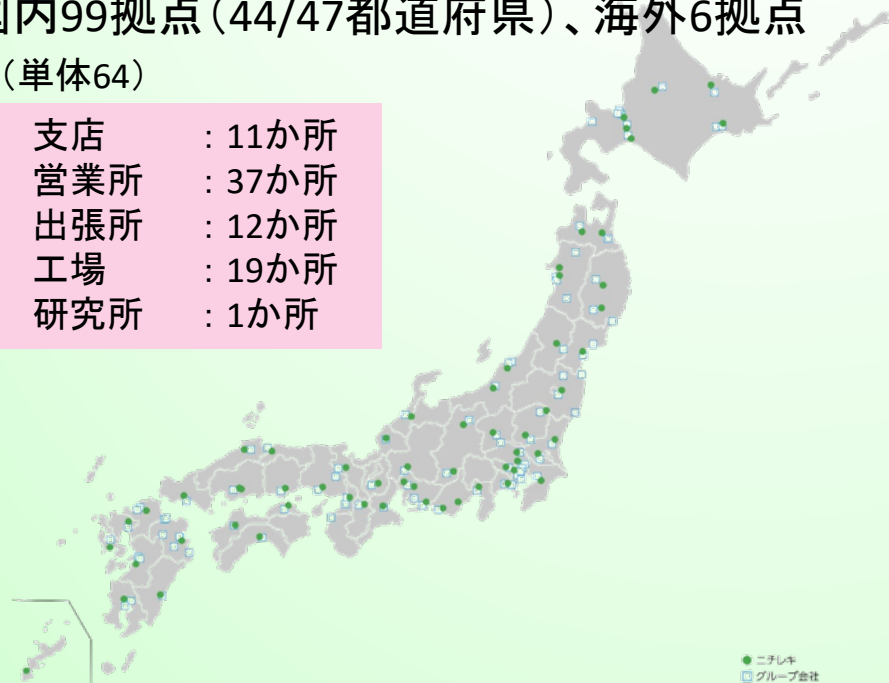 国内99拠点（44/47都道府県）、海外6拠点
（単体64）
支店 ：11か所
営業所 ：37か所
出張所 ：12か所
工場 ：19か所
研究所 ：1か所
ニチレキ
グループ会社